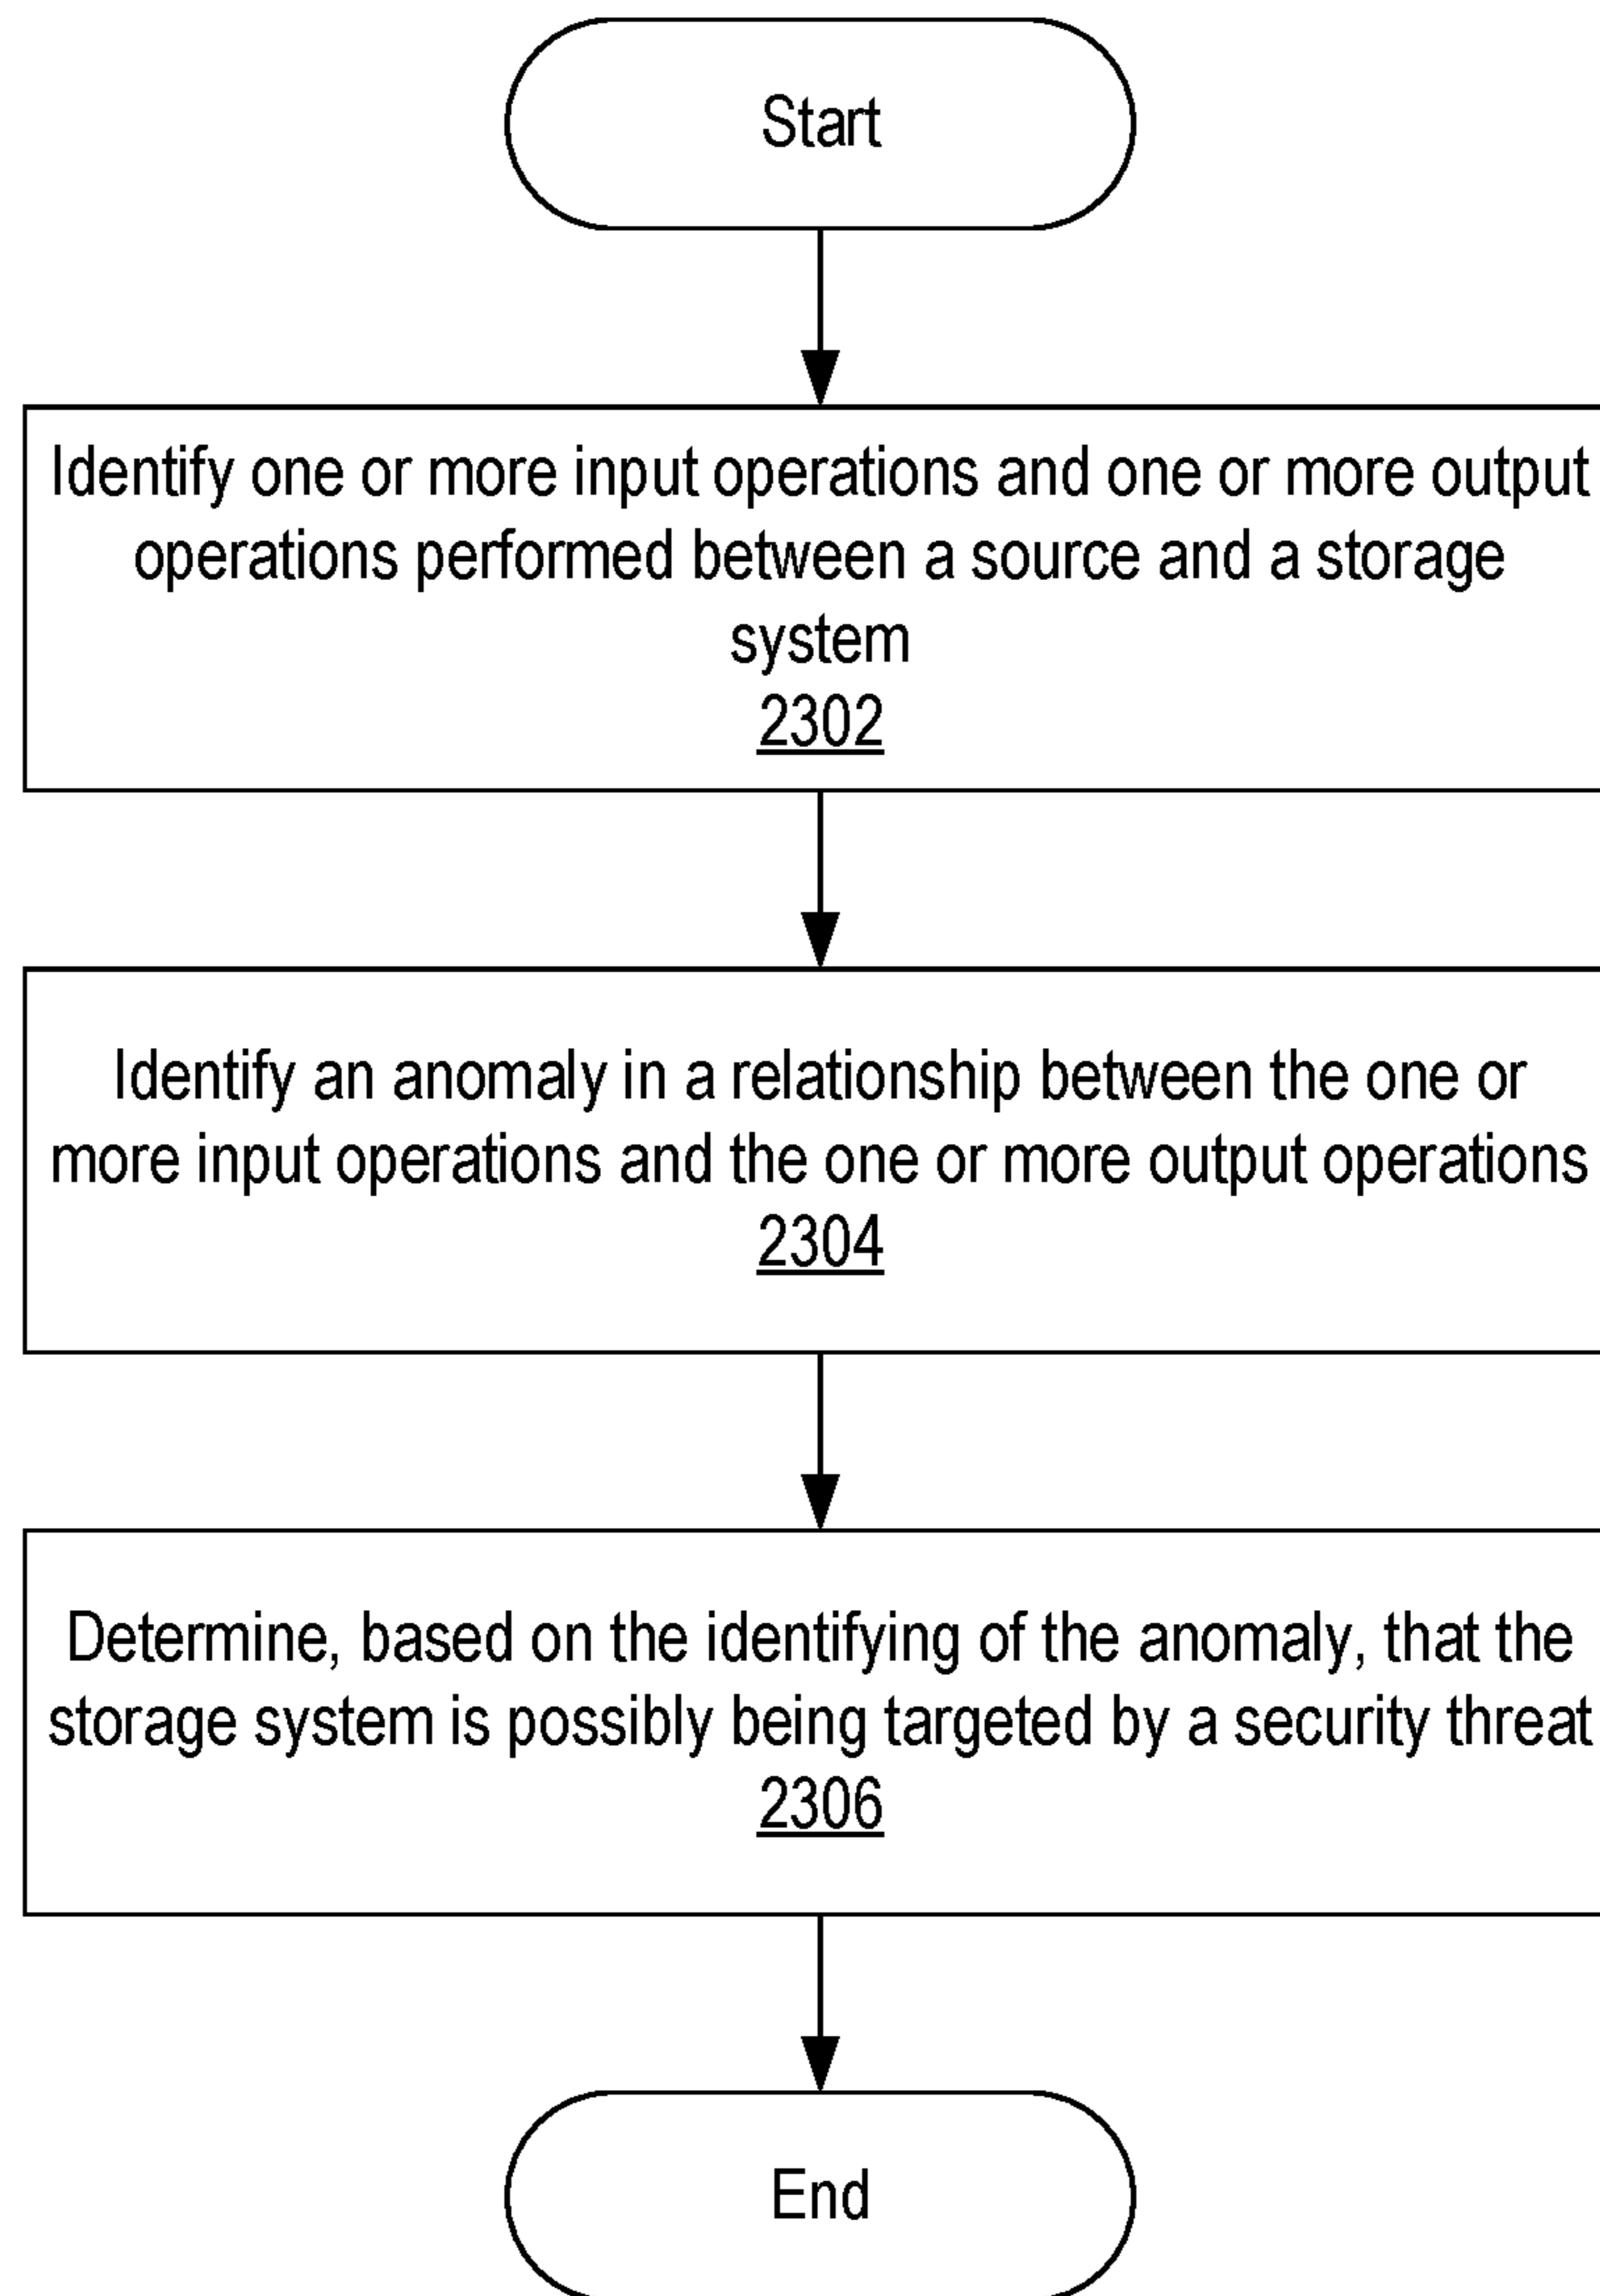 Start
Identify one or more input operations and one or more output
operations performed between a source and a storage
system
2302
Identify an anomaly in a relationship between the one or
more input operations and the one or more output operations
2304
Determine, based on the identifying of the anomaly, that the
storage system is possibly being targeted by a security threat
2306
End